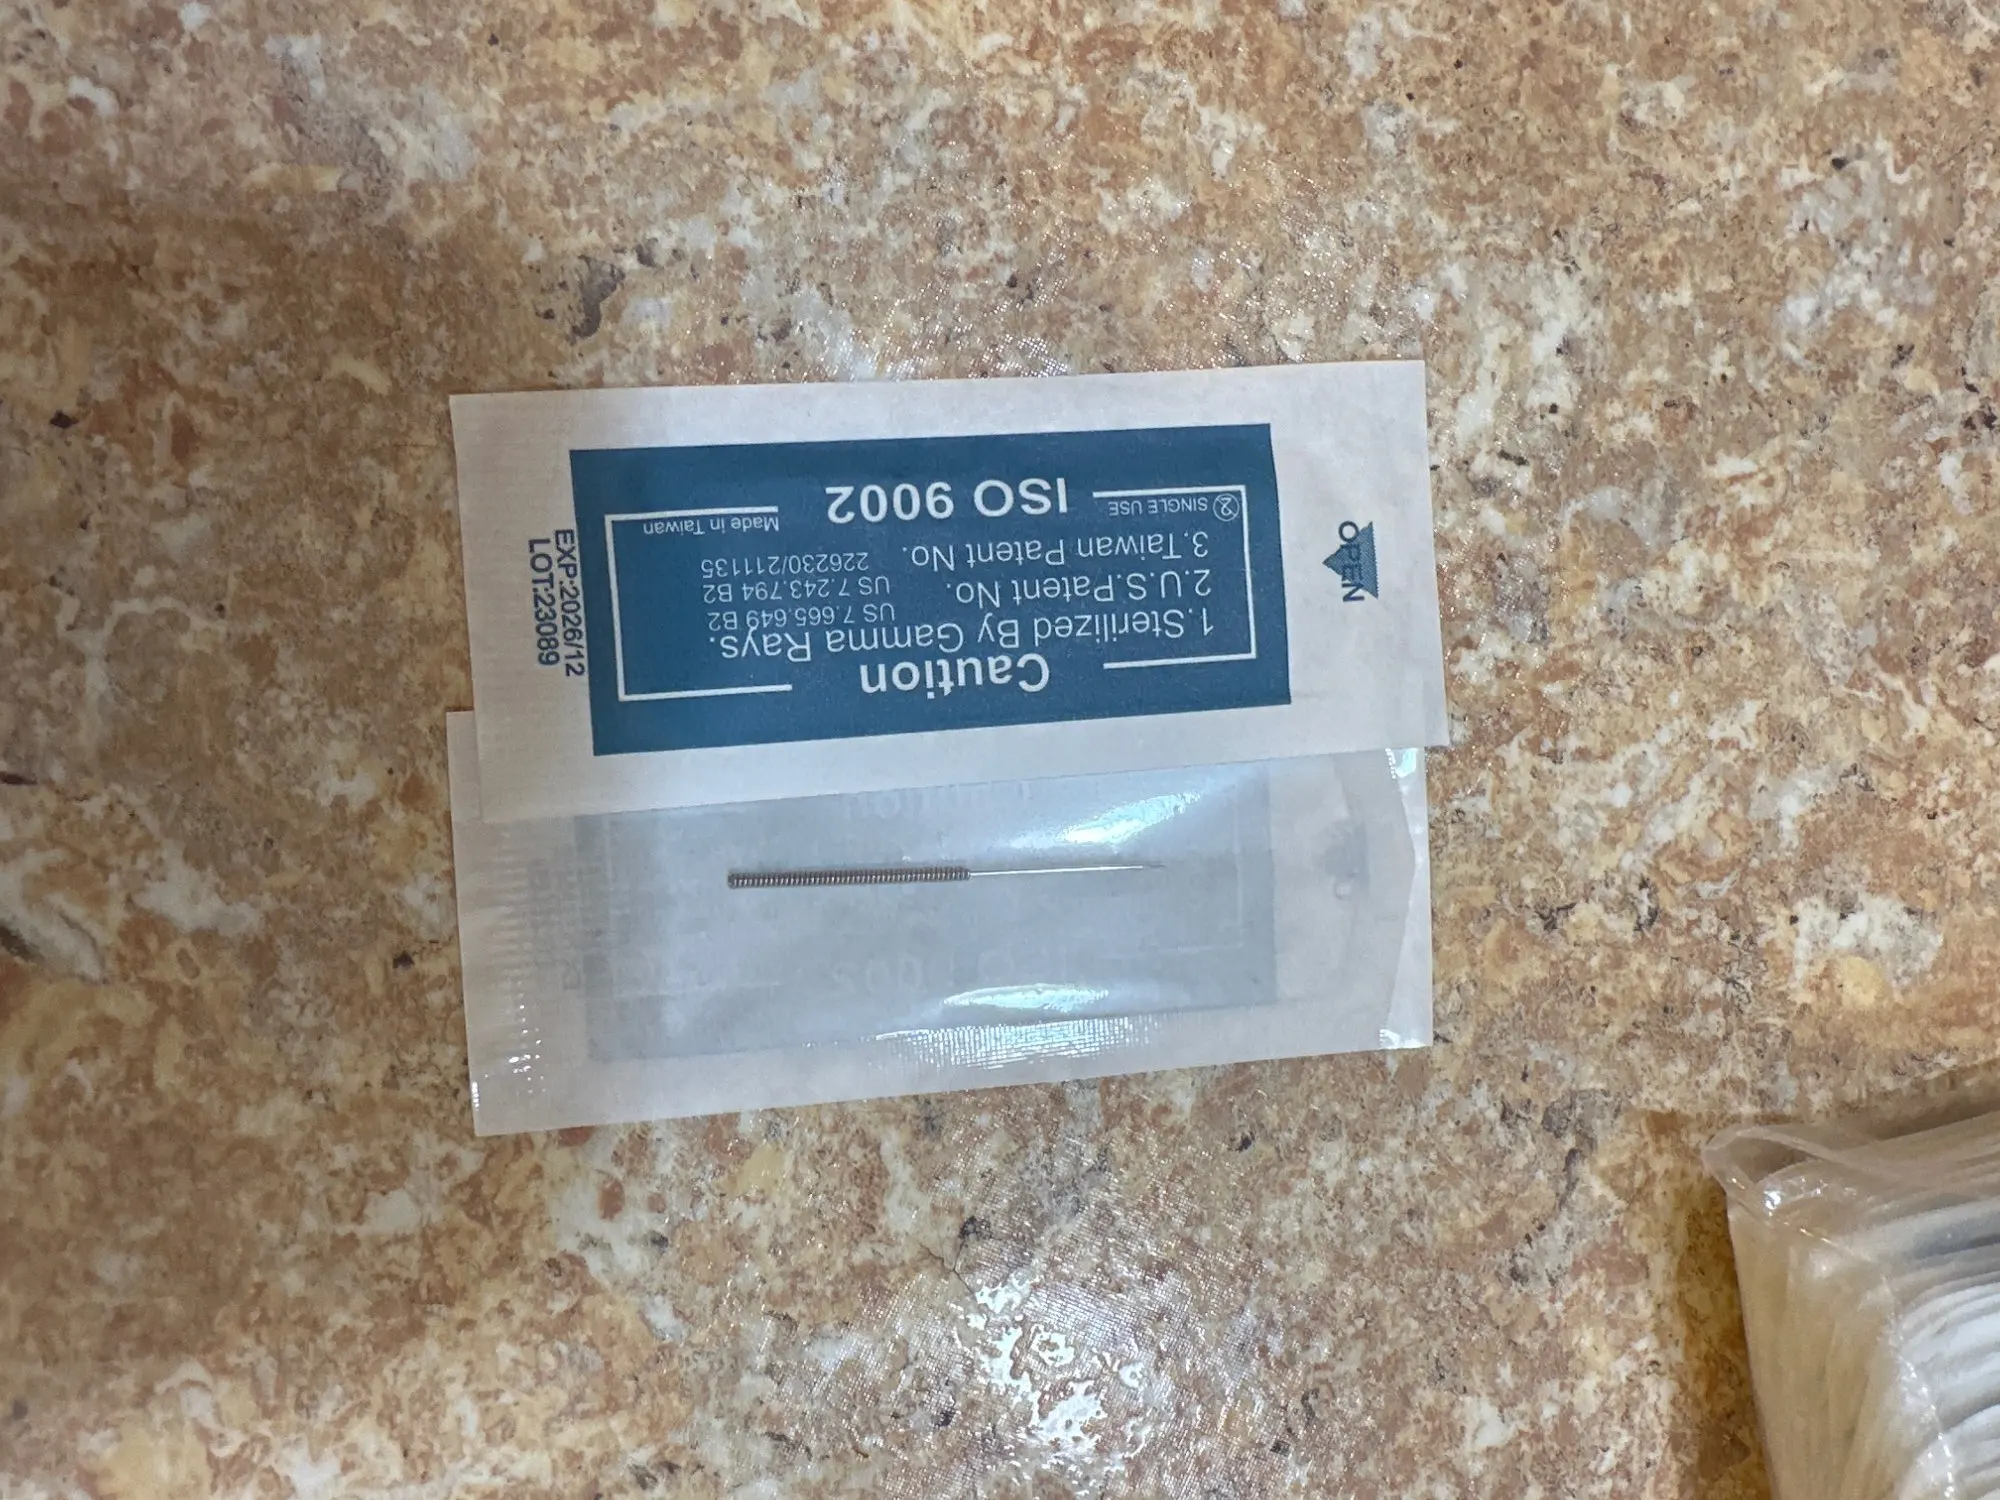 Caution
1.Sterilized By Gamma Rays.
2.U.S.Patent No. US 7.665.649 B2
US 7.243.794 B2
3.Taiwan Patent No. 226230/211135
SINGLE USE
ISO 9002
Made in Taiwan
OPEN
LOT:23089
EXP:2026/12